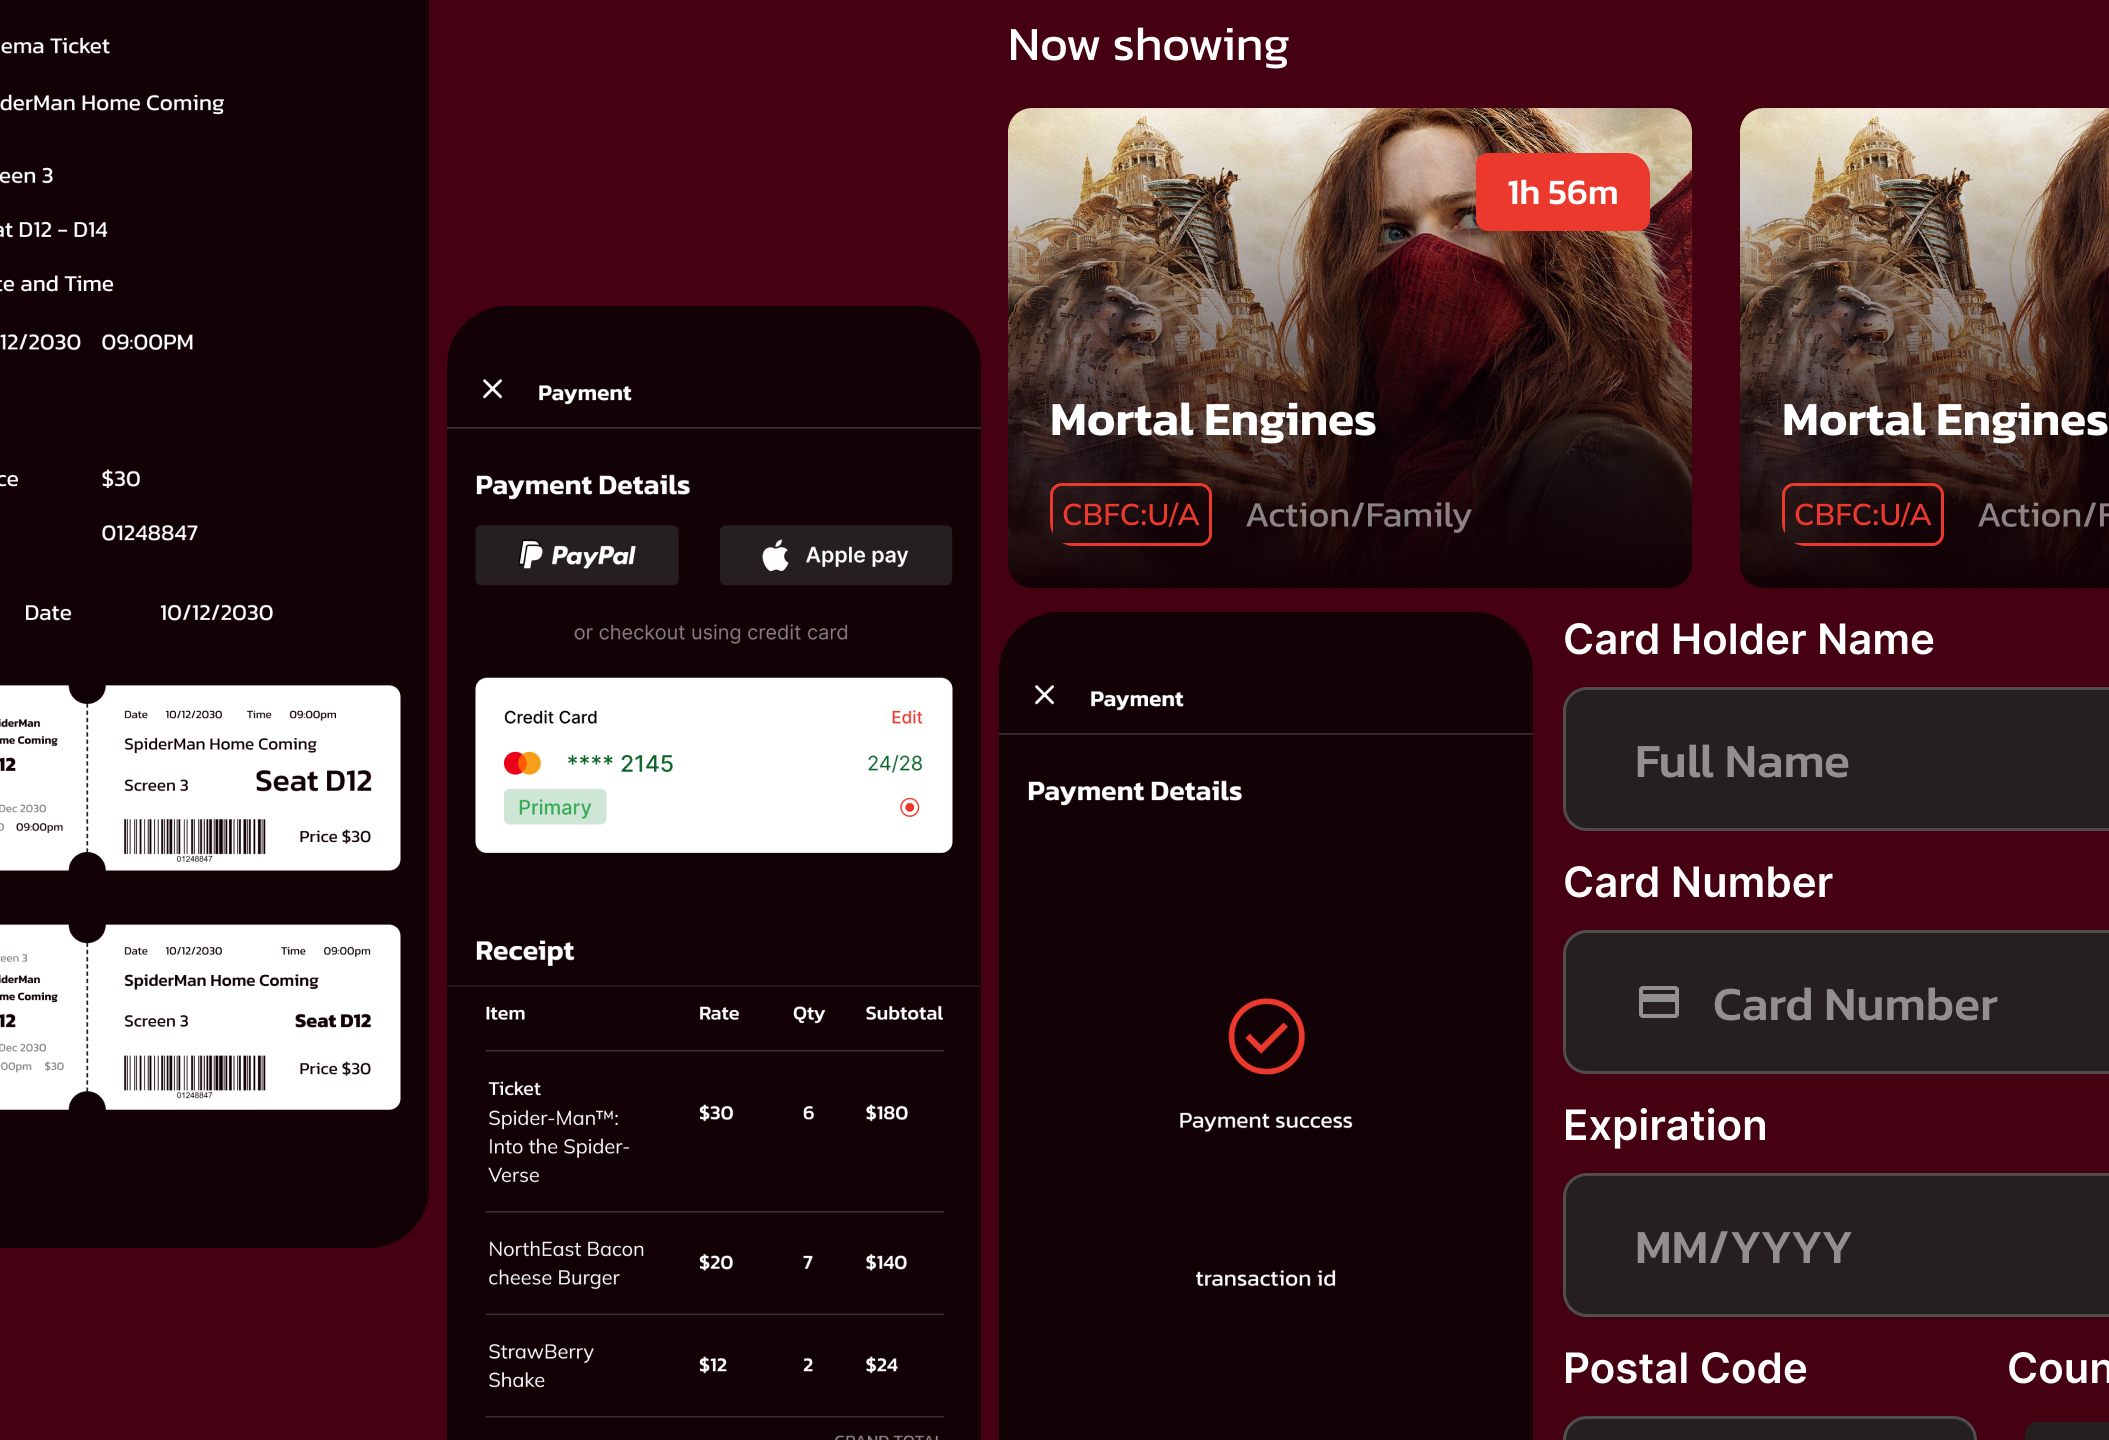 ema Ticket
derMan Home Coming
een 3
at D12 - D14
te and Time
12/2030 09:00PM
ce $30
01248847
Date 10/12/2030
iderMan
me Coming
12
Dec 2030
0 09:00pm
Date 10/12/2030 Time 09:00pm
SpiderMan Home Coming
Screen 3 Seat D12
01248847
Price $30
een 3
iderMan
me Coming
12
Dec 2030
00pm $30
Date 10/12/2030 Time 09:00pm
SpiderMan Home Coming
Screen 3 Seat D12
01248847
Price $30
Payment
Payment Details
PayPal
Apple pay
or checkout using credit card
Credit Card Edit
**** 2145 24/28
Primary
Receipt
Item Rate Qty Subtotal
Ticket
Spider-Man™:
Into the Spider-
Verse
$30 6 $180
NorthEast Bacon
cheese Burger
$20 7 $140
StrawBerry
Shake
$12 2 $24
GRAND TOTAL
Now showing
1h 56m
Mortal Engines
CBFC:U/A Action/Family
Mortal Engines
CBFC:U/A Action/F
Payment
Payment Details
Payment success
transaction id
Card Holder Name
Full Name
Card Number
Card Number
Expiration
MM/YYYY
Postal Code Coun